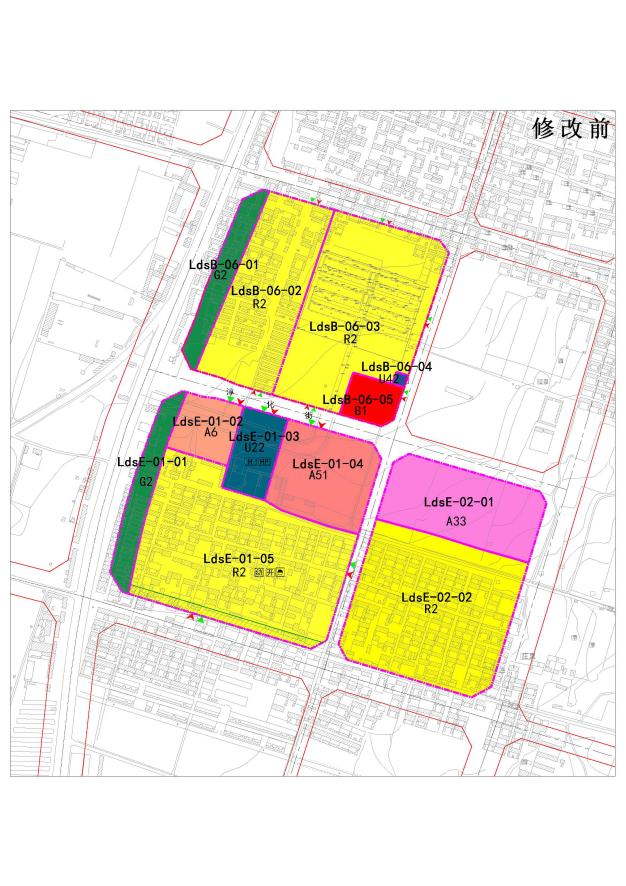 修改前
LdsB-06-01
G2
LdsB-06-02
R2
LdsB-06-03
R2
LdsB-06-04
U42
LdsB-06-05
B1
淳化街
LdsE-01-02
A6
LdsE-01-03
U22
LdsE-01-01
G2
LdsE-01-04
A51
LdsE-02-01
A33
LdsE-01-05
R2
LdsE-02-02
R2